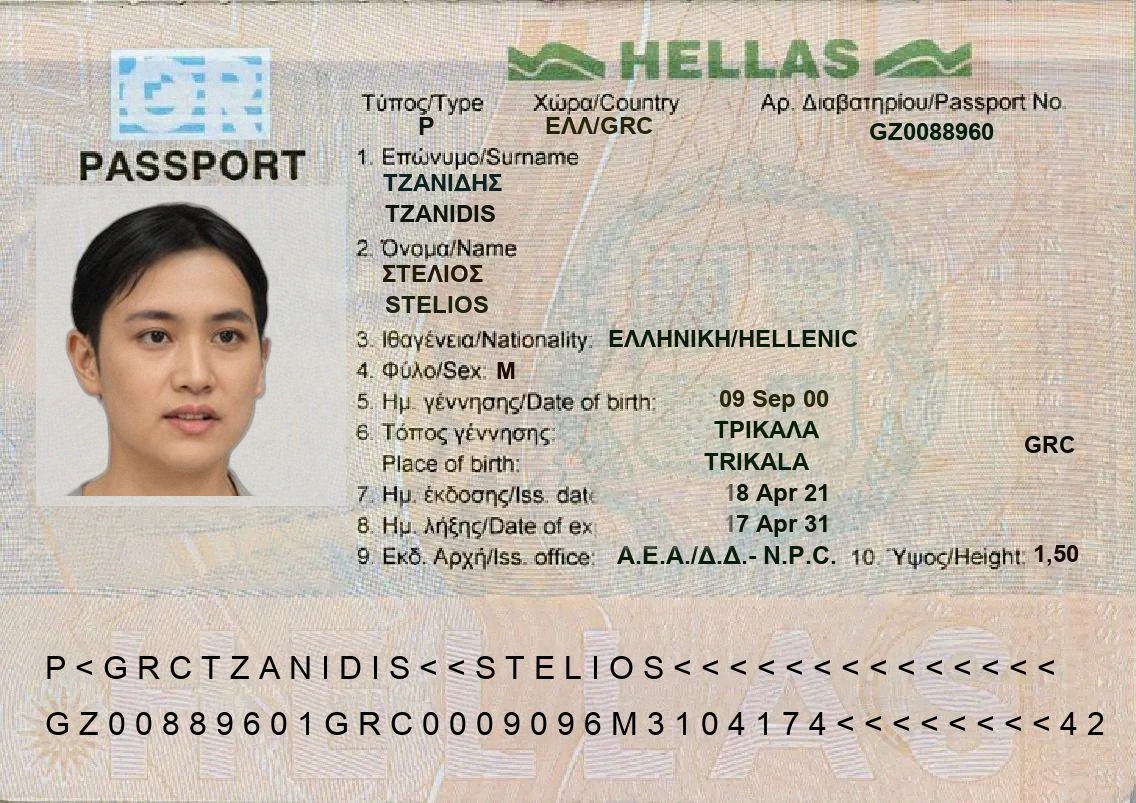 GR
HELLAS
PASSPORT
Τύπος/Type Χώρα/Country Αρ. Διαβατηρίου/Passport No.
P ΕΛΛ/GRC GZ0088960
1. Επώνυμο/Surname
ΤΖΑΝΙΔΗΣ
TZANIDIS
2. Όνομα/Name
ΣΤΕΛΙΟΣ
STELIOS
3. Ιθαγένεια/Nationality: ΕΛΛΗΝΙΚΗ/HELLENIC
4. Φύλο/Sex: M
5. Ημ. γέννησης/Date of birth: 09 Sep 00
6. Τόπος γέννησης: ΤΡΙΚΑΛΑ
Place of birth: TRIKALA GRC
7. Ημ. έκδοσης/Iss. date 18 Apr 21
8. Ημ. λήξης/Date of ex 17 Apr 31
9 Εκδ. Αρχή/Iss. office: Α.Ε.Α./Δ.Δ.- N.P.C. 10. Ύψος/Height: 1,50
HELLAS
P<GRCTZANIDIS<<STELIOS<<<<<<<<<<<<<<
GZ00889601GRC0009096M3104174<<<<<<<<42